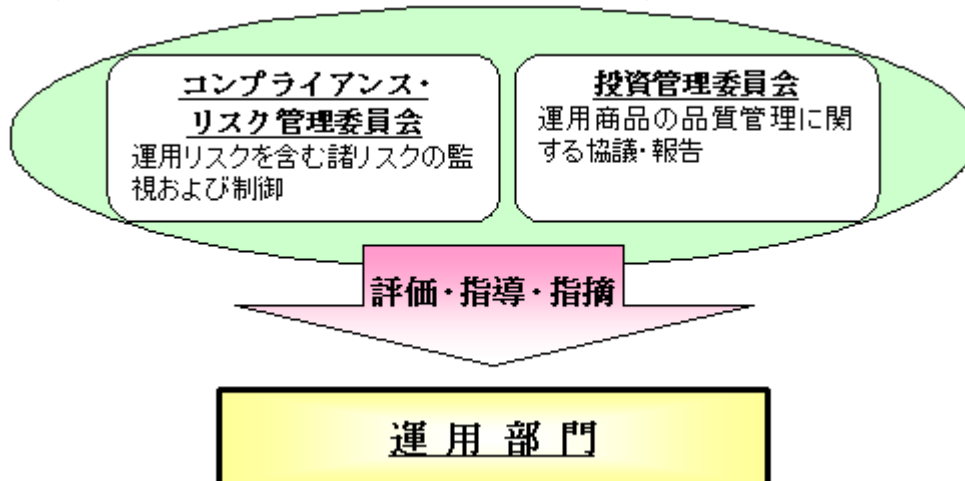 コンプライアンス・
リスク管理委員会
運用リスクを含む諸リスクの監
視および制御
投資管理委員会
運用商品の品質管理に関
する協議・報告
評価・指導・指摘
運 用 部 門